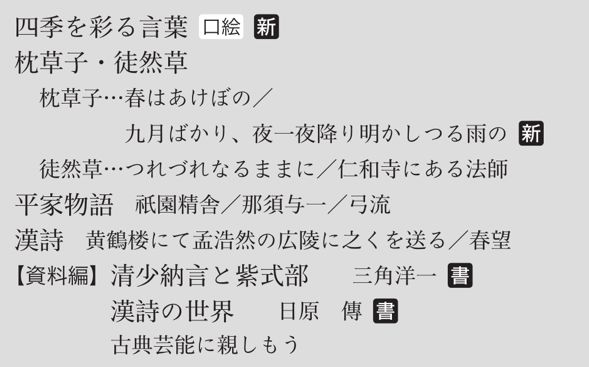 四季を彩る言葉 口絵 新
枕草子・徒然草
枕草子…春はあけぼの／
九月ばかり、夜一夜降り明かしつる雨の 新
徒然草…つれづれなるままに／仁和寺にある法師
平家物語 祇園精舎／那須与一／弓流
漢詩 黄鶴楼にて孟浩然の広陵に之くを送る／春望
【資料編】 清少納言と紫式部 三角洋一 書
漢詩の世界 日原 傳 書
古典芸能に親しもう